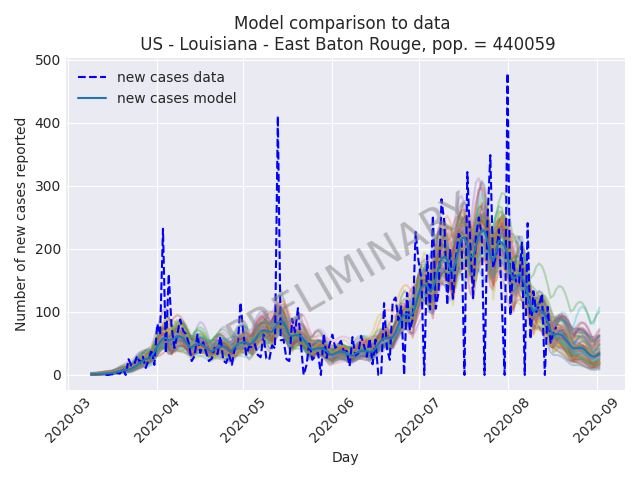 Model comparison to data
US - Louisiana - East Baton Rouge, pop. = 440059
500
400
300
200
100
0
Number of new cases reported
new cases data
new cases model
PRELIMINARY
2020-03
2020-04
2020-05
2020-06
2020-07
2020-08
2020-09
Day